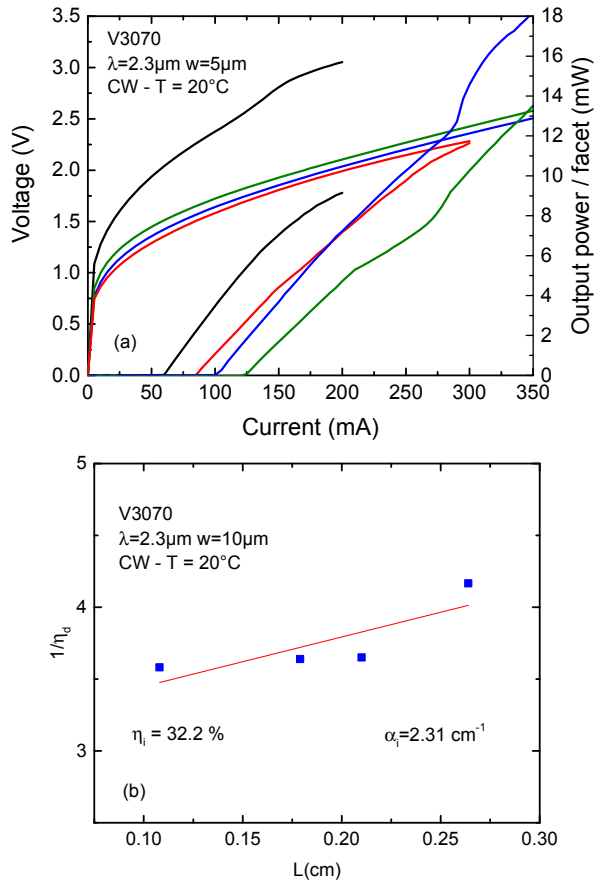 V3070
λ=2.3µm w=5µm
CW - T = 20°C
3.5
3.0
2.5
2.0
1.5
1.0
0.5
0.0
Voltage (V)
18
16
14
12
10
8
6
4
2
0
Output power / facet (mW)
(a)
0 50 100 150 200 250 300 350
Current (mA)
V3070
λ=2.3µm w=10µm
CW - T = 20°C
5
4
3
1/ηd
ηi = 32.2 %
αi=2.31 cm-1
(b)
0.10 0.15 0.20 0.25 0.30
L(cm)